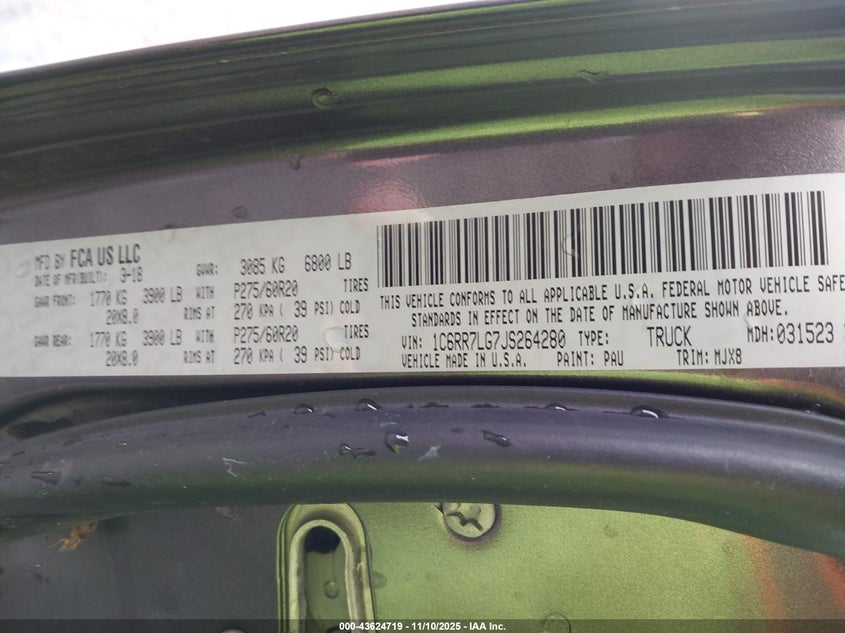 MFD BY FCA US LLC
DATE OF MFR(BUILT): 3-18 GVWR: 3085 KG 6800 LB
GAWR FRONT: 1770 KG 3900 LB WITH P275/60R20 TIRES
20X8.0 RIMS AT 270 KPA ( 39 PSI) COLD
GAWR REAR: 1770 KG 3900 LB WITH P275/60R20 TIRES
20X8.0 RIMS AT 270 KPA ( 39 PSI) COLD
THIS VEHICLE CONFORMS TO ALL APPLICABLE U.S.A. FEDERAL MOTOR VEHICLE SAFE
STANDARDS IN EFFECT ON THE DATE OF MANUFACTURE SHOWN ABOVE.
VIN: 1C6RR7LG7JS264280 TYPE: TRUCK MDH: 031523
VEHICLE MADE IN U.S.A. PAINT: PAU TRIM: MJX8
000-43624719 - 11/10/2025 - IAA Inc.